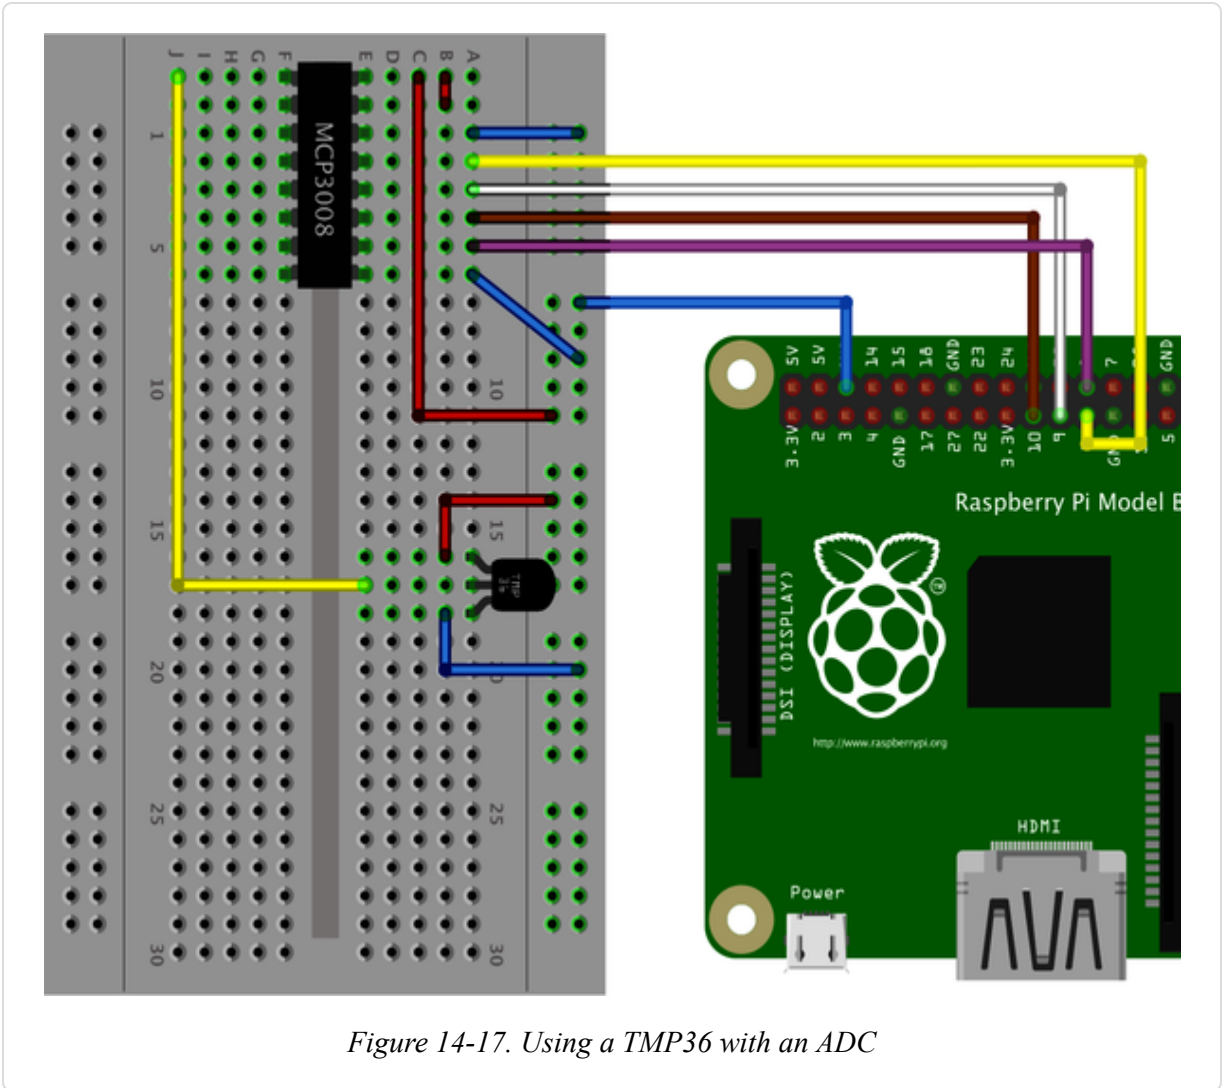 J I H G F E D C B A
MCP3008
1
5
5V 5V 14 15 18 GND 23 24 7 GND
10
3.3V 2 3 4 GND 17 27 22 3.3V 10 9 5
Raspberry Pi Model B
15 15
TMP
36
DSI (DISPLAY)
®
20
http://www.raspberrypi.org
25 25
HDMI
Power
30 30
Figure 14-17. Using a TMP36 with an ADC